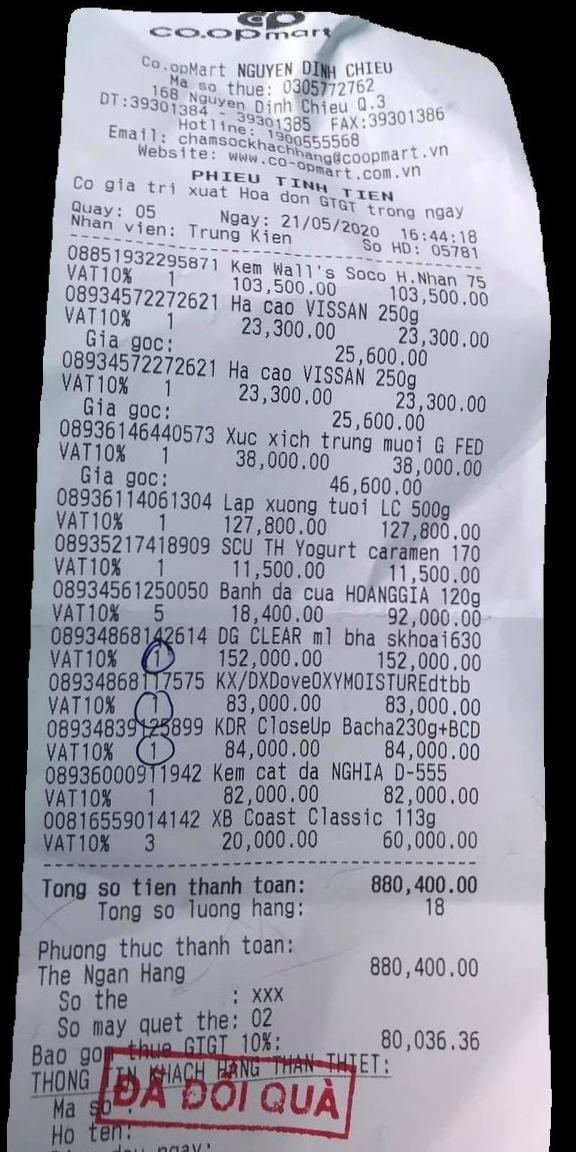 co.opmart
Co.opMart NGUYEN DINH CHIEU
Ma so thue: 0305772762
168 Nguyen Dinh Chieu Q.3
DT:39301384 - 39301385 FAX:39301386
Hotline: 1900555568
Email: chamsockhachhang@coopmart.vn
Website: www.co-opmart.com.vn
PHIEU TINH TIEN
Co gia tri xuat Hoa don GTGT trong ngay
Quay: 05 Ngay: 21/05/2020 16:44:18
Nhan vien: Trung Kien So HD: 05781
08851932295871 Kem Wall's Soco H.Nhan 75
VAT10% 1 103,500.00 103,500.00
08934572272621 Ha cao VISSAN 250g
VAT10% 1 23,300.00 23,300.00
Gia goc: 25,600.00
08934572272621 Ha cao VISSAN 250g
VAT10% 1 23,300.00 23,300.00
Gia goc: 25,600.00
08936146440573 Xuc xich trung muoi G FED
VAT10% 1 38,000.00 38,000.00
Gia goc: 46,600.00
08936114061304 Lap xuong tuoi LC 500g
VAT10% 1 127,800.00 127,800.00
08935217418909 SCU TH Yogurt caramen 170
VAT10% 1 11,500.00 11,500.00
08934561250050 Banh da cua HOANGGIA 120g
VAT10% 5 18,400.00 92,000.00
08934868142614 DG CLEAR ml bha skhoai630
VAT10% 1 152,000.00 152,000.00
08934868117575 KX/DXDoveOXYMOISTUREdtbb
VAT10% 1 83,000.00 83,000.00
08934839125899 KDR CloseUp Bacha230g+BCD
VAT10% 1 84,000.00 84,000.00
08936000911942 Kem cat da NGHIA D-555
VAT10% 1 82,000.00 82,000.00
00816559014142 XB Coast Classic 113g
VAT10% 3 20,000.00 60,000.00
Tong so tien thanh toan: 880,400.00
Tong so luong hang: 18
Phuong thuc thanh toan:
The Ngan Hang 880,400.00
So the : XXX
So may quet the: 02
Bao gom thue GTGT 10%: 80,036.36
THONG TIN KHACH HANG THAN THIET:
ĐÃ ĐỔI QUÀ
Ma so :
Ho ten: